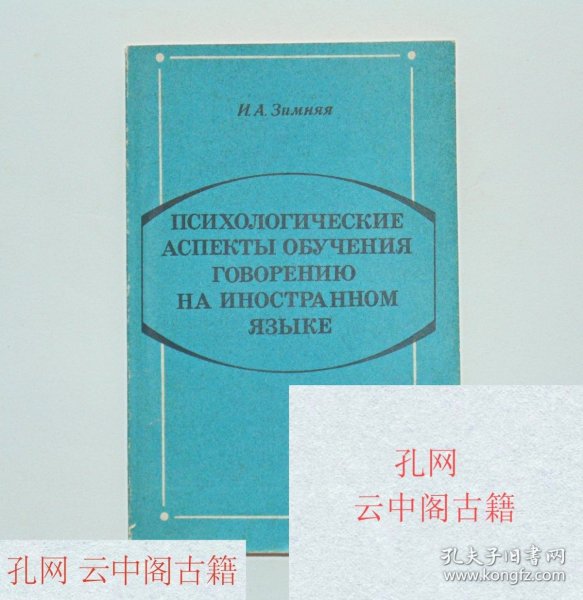 И. А. Зимняя
ПСИХОЛОГИЧЕСКИЕ
АСПЕКТЫ ОБУЧЕНИЯ
ГОВОРЕНИЮ
НА ИНОСТРАННОМ
ЯЗЫКЕ
孔网
云中阁古籍
孔网 云中阁古籍
孔夫子旧书网
www.kongfz.com